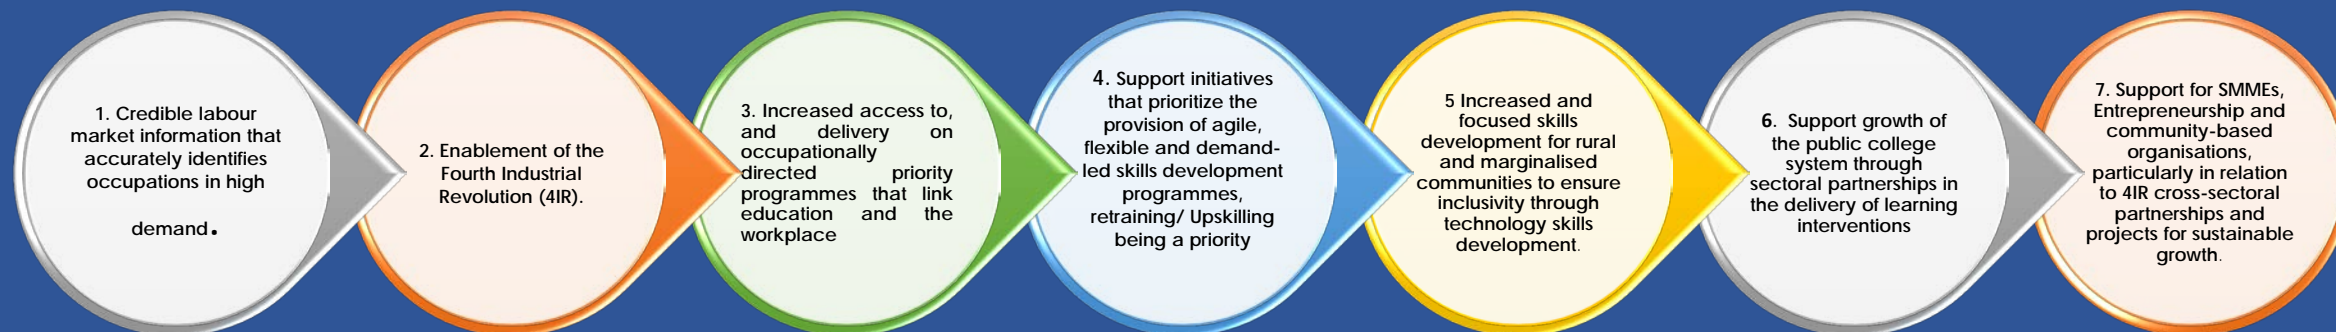 1. Credible labour
market information that
accurately identifies
occupations in high
demand.
2. Enablement of the
Fourth Industrial
Revolution (4IR).
3. Increased access to,
and delivery on
occupationally
directed priority
programmes that link
education and the
workplace
4. Support initiatives
that prioritize the
provision of agile,
flexible and demand-
led skills development
programmes,
retraining/ Upskilling
being a priority
5 Increased and
focused skills
development for rural
and marginalised
communities to ensure
inclusivity through
technology skills
development.
6. Support growth of
the public college
system through
sectoral partnerships in
the delivery of learning
interventions
7. Support for SMMEs,
Entrepreneurship and
community-based
organisations,
particularly in relation
to 4IR cross-sectoral
partnerships and
projects for sustainable
growth.